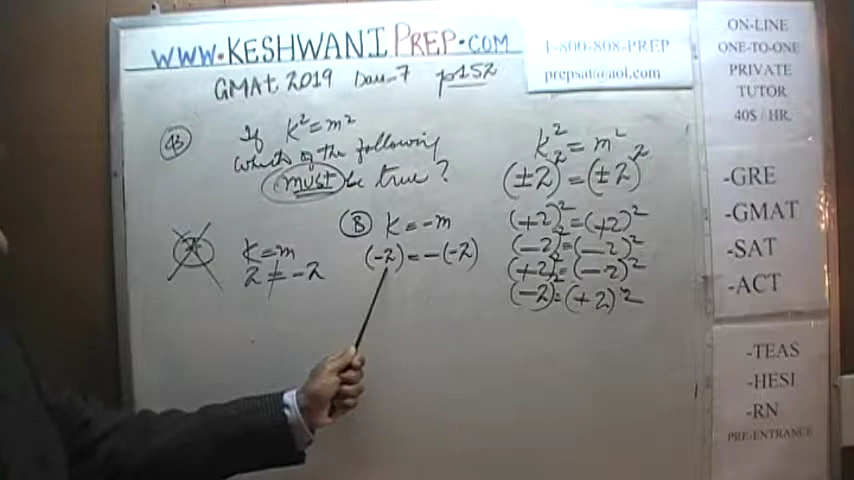 WWW.KESHWANIPREP.COM
1-800-808-PREP
prepsat@aol.com
GMAt 2019 p152
43
If k² = m²
which of the following
must be true?
k = m
2 ≠ -2
B k = -m
(-2) = -(-2)
k² = m²
(±2)² = (±2)²
(+2)² = (+2)²
(-2)² = (-2)²
(+2)² = (-2)²
(-2)² = (+2)²
ON-LINE
ONE-TO-ONE
PRIVATE
TUTOR
40$ / HR.
-GRE
-GMAT
-SAT
-ACT
-TEAS
-HESI
-RN
PRE-ENTRANCE